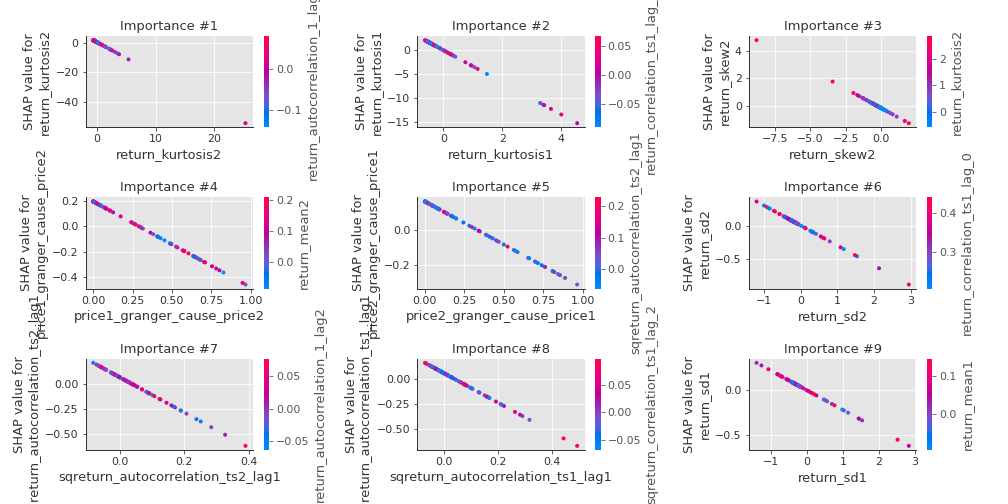 Importance #1
SHAP value for
return_kurtosis2
0
−20
−40
0
10
20
return_kurtosis2
0.0
−0.1
return_autocorrelation_1_lag
Importance #2
SHAP value for
return_kurtosis1
0
−5
−10
−15
0
2
4
return_kurtosis1
0.05
0.00
−0.05
return_correlation_ts1_lag_
Importance #3
SHAP value for
return_skew2
4
2
0
−7.5
−5.0
−2.5
0.0
return_skew2
2
1
0
return_kurtosis2
Importance #4
SHAP value for
price1_granger_cause_price2
0.2
0.0
−0.2
−0.4
0.00
0.25
0.50
0.75
1.00
price1_granger_cause_price2
0.2
0.1
0.0
return_mean2
Importance #5
SHAP value for
price2_granger_cause_price1
0.0
−0.2
0.00
0.25
0.50
0.75
1.00
price2_granger_cause_price1
0.2
0.1
0.0
sqreturn_autocorrelation_ts2_lag1
Importance #6
SHAP value for
return_sd2
0.0
−0.5
−1
0
1
2
3
return_sd2
0.4
0.3
return_correlation_ts1_lag_0
Importance #7
SHAP value for
return_autocorrelation_ts2_lag1
0.00
−0.25
−0.50
0.0
0.2
0.4
sqreturn_autocorrelation_ts2_lag1
0.05
0.00
−0.05
return_autocorrelation_1_lag2
Importance #8
SHAP value for
return_autocorrelation_ts1_lag1
0.00
−0.25
−0.50
0.0
0.2
0.4
sqreturn_autocorrelation_ts1_lag1
0.05
0.00
−0.05
sqreturn_correlation_ts1_lag_2
Importance #9
SHAP value for
return_sd1
0.0
−0.5
−1
0
1
2
3
return_sd1
0.1
0.0
return_mean1